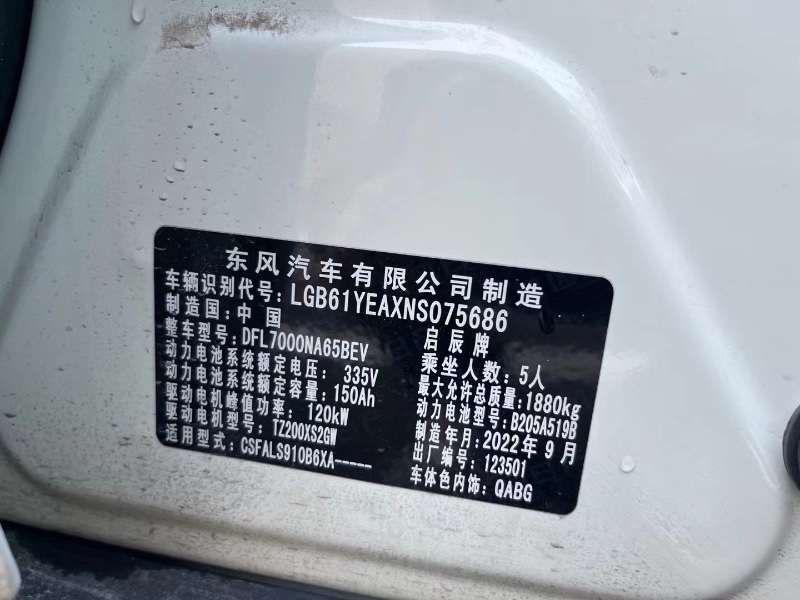 东风汽车有限公司制造
车辆识别代号: LGB61YEAXNS075686
制造国: 中 国 启辰牌
整车型号: DFL7000NA65BEV 乘坐人数: 5人
动力电池系统额定电压: 335V 最大允许总质量: 1880kg
动力电池系统额定容量: 150Ah 动力电池型号: B205A519B
驱动电机峰值功率: 120kW 制造年月: 2022年9月
驱动电机型号: TZ200XS2GW 出厂编号: 123501
适用型号: CSFALS910B6XA----- 车体色内饰: QABG